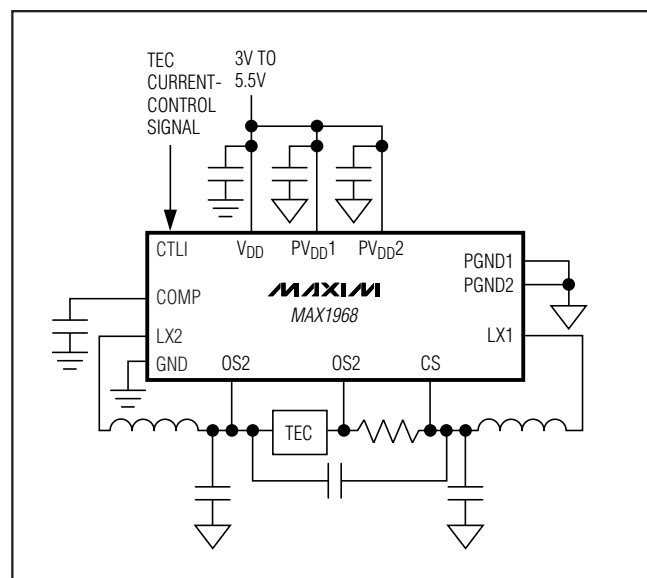 TEC
CURRENT-
CONTROL
SIGNAL
3V TO
5.5V
CTLI
VDD
PVDD1
PVDD2
PGND1
PGND2
COMP
MAXIM
MAX1968
LX2
LX1
GND
OS2
OS2
CS
TEC